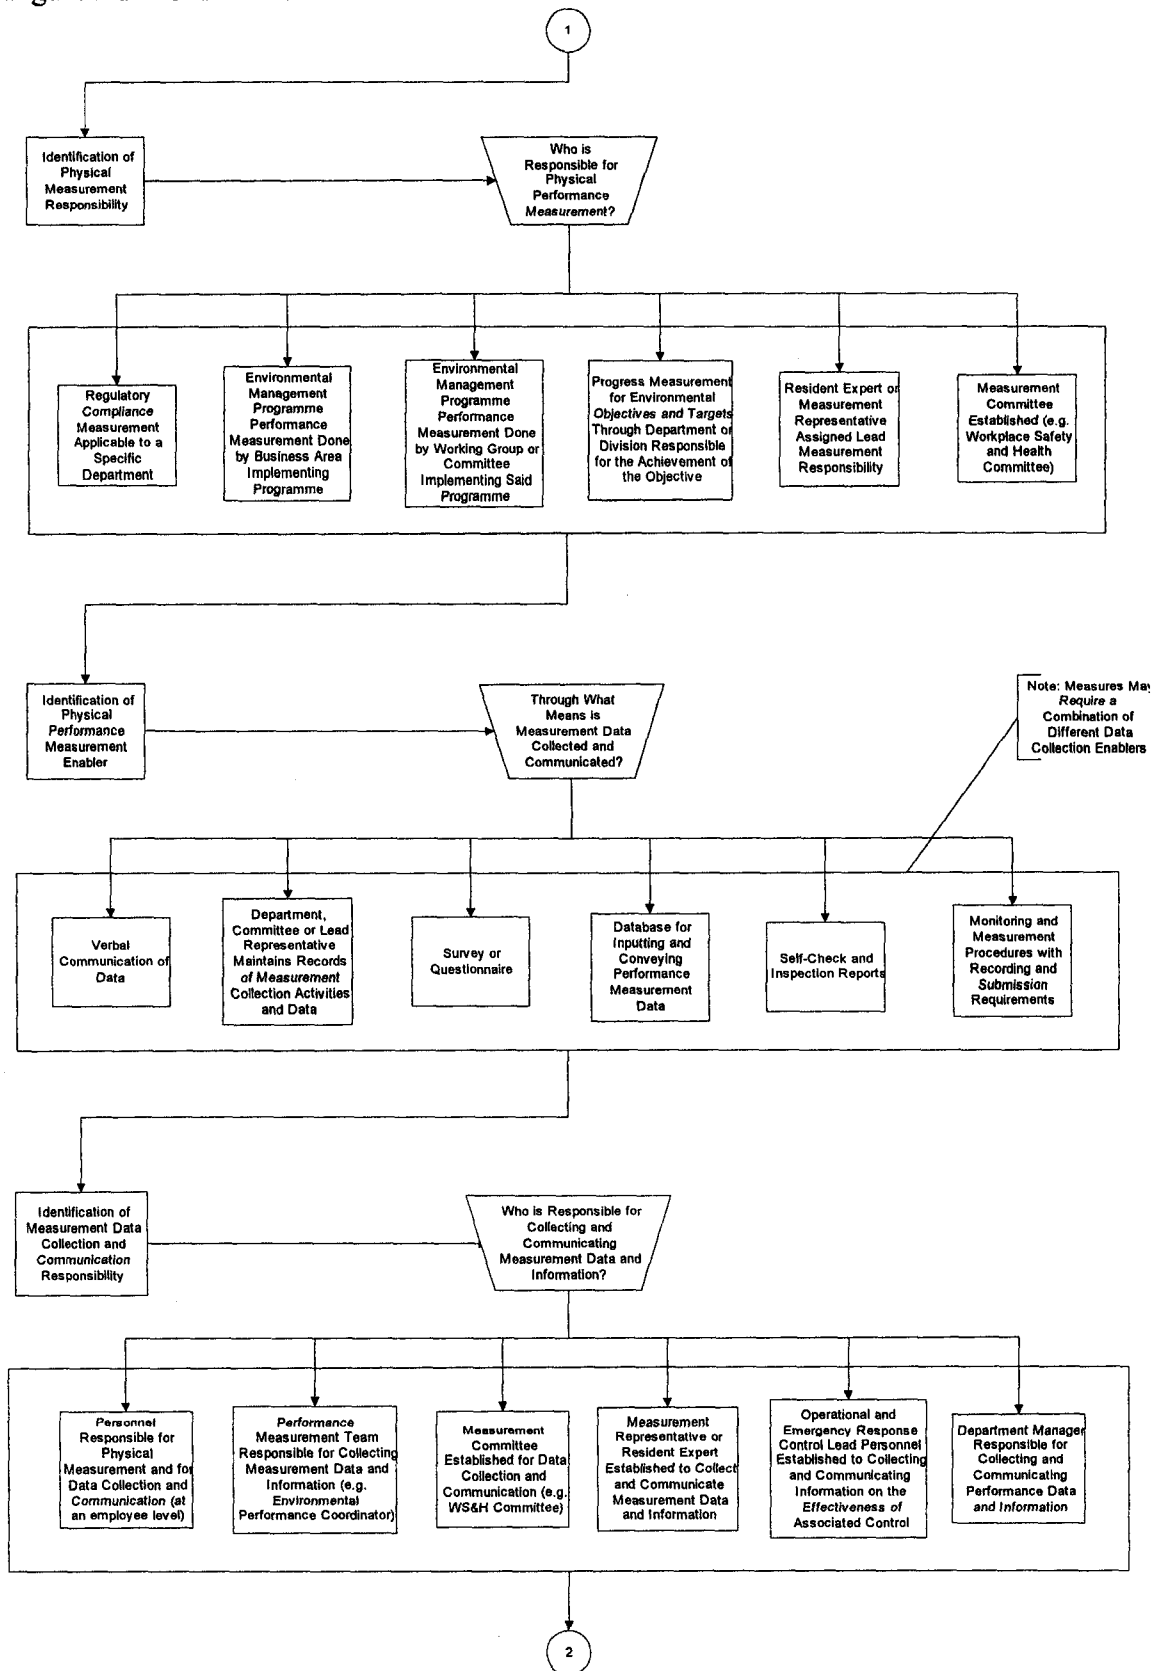 1
Identification of
Physical
Measurement
Responsibility
Who is
Responsible for
Physical
Performance
Measurement?
Regulatory
Compliance
Measurement
Applicable to a
Specific
Department
Environmental
Management
Programme
Performance
Measurement Done
by Business Area
Implementing
Programme
Environmental
Management
Programme
Performance
Measurement Done
by Working Group or
Committee
Implementing Said
Programme
Progress Measurement
for Environmental
Objectives and Targets
Through Department or
Division Responsible
for the Achievement of
the Objective
Resident Expert or
Measurement
Representative
Assigned Lead
Measurement
Responsibility
Measurement
Committee
Established (e.g.
Workplace Safety
and Health
Committee)
Identification of
Physical
Performance
Measurement
Enabler
Through What
Means is
Measurement Data
Collected and
Communicated?
Note: Measures May
Require a
Combination of
Different Data
Collection Enablers
Verbal
Communication of
Data
Department,
Committee or Lead
Representative
Maintains Records
of Measurement
Collection Activities
and Data
Survey or
Questionnaire
Database for
Inputting and
Conveying
Performance
Measurement
Data
Self-Check and
Inspection Reports
Monitoring and
Measurement
Procedures with
Recording and
Submission
Requirements
Identification of
Measurement Data
Collection and
Communication
Responsibility
Who is Responsible for
Collecting and
Communicating
Measurement Data and
Information?
Personnel
Responsible for
Physical
Measurement and for
Data Collection and
Communication (at
an employee level)
Performance
Measurement Team
Responsible for Collecting
Measurement Data and
Information (e.g.
Environmental
Performance Coordinator)
Measurement
Committee
Established for Data
Collection and
Communication (e.g.
WS&H Committee)
Measurement
Representative or
Resident Expert
Established to Collect
and Communicate
Measurement Data
and Information
Operational and
Emergency Response
Control Lead Personnel
Established to Collecting
and Communicating
Information on the
Effectiveness of
Associated Control
Department Manager
Responsible for
Collecting and
Communicating
Performance Data
and Information
2